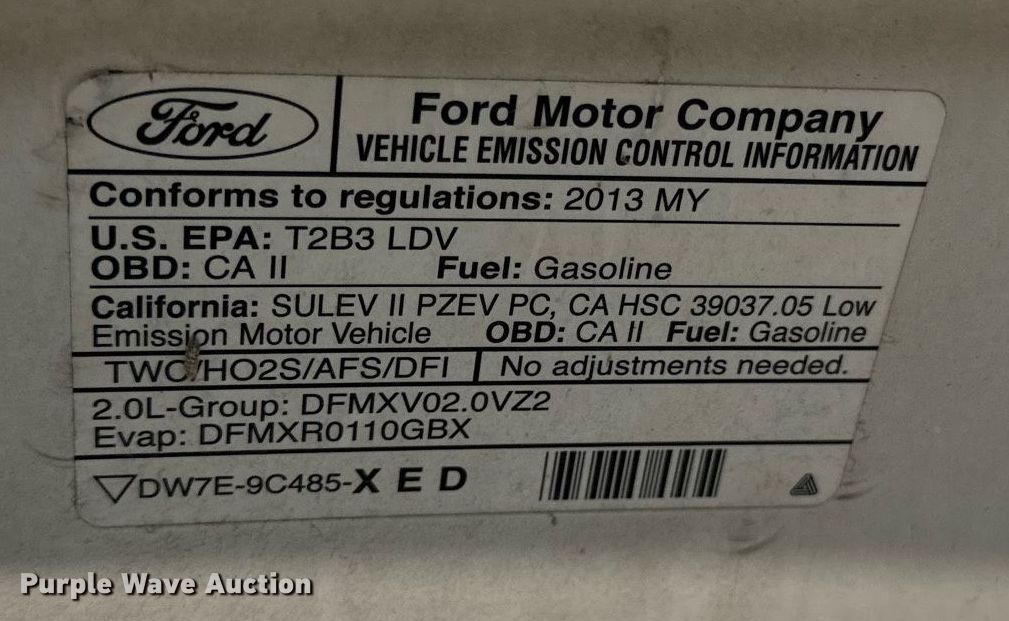 Ford
Ford Motor Company
VEHICLE EMISSION CONTROL INFORMATION
Conforms to regulations: 2013 MY
U.S. EPA: T2B3 LDV
OBD: CA II Fuel: Gasoline
California: SULEV II PZEV PC, CA HSC 39037.05 Low
Emission Motor Vehicle OBD: CA II Fuel: Gasoline
TWC/HO2S/AFS/DFI No adjustments needed.
2.0L-Group: DFMXV02.0VZ2
Evap: DFMXR0110GBX
DW7E-9C485-X E D
Purple Wave Auction